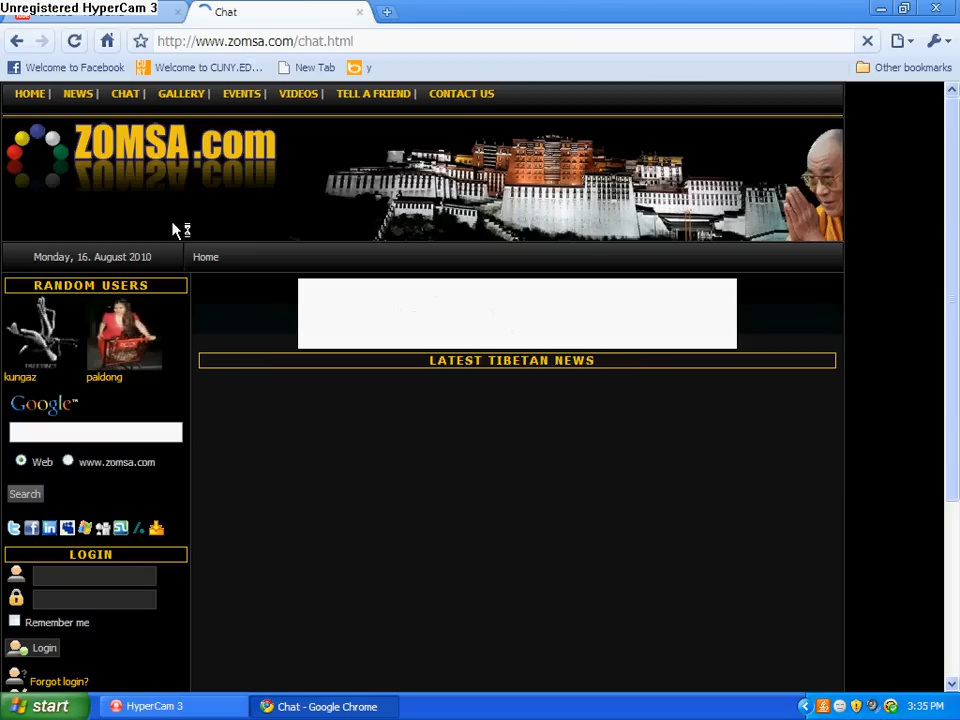 Unregistered HyperCam 3
Chat
http://www.zomsa.com/chat.html
Welcome to Facebook
Welcome to CUNY.ED...
New Tab
y
Other bookmarks
HOME | NEWS | CHAT | GALLERY | EVENTS | VIDEOS | TELL A FRIEND | CONTACT US
ZOMSA.com
Monday, 16. August 2010
Home
RANDOM USERS
kungaz
paldong
LATEST TIBETAN NEWS
Google™
Web
www.zomsa.com
Search
LOGIN
Remember me
Login
Forgot login?
start
HyperCam 3
Chat - Google Chrome
3:35 PM